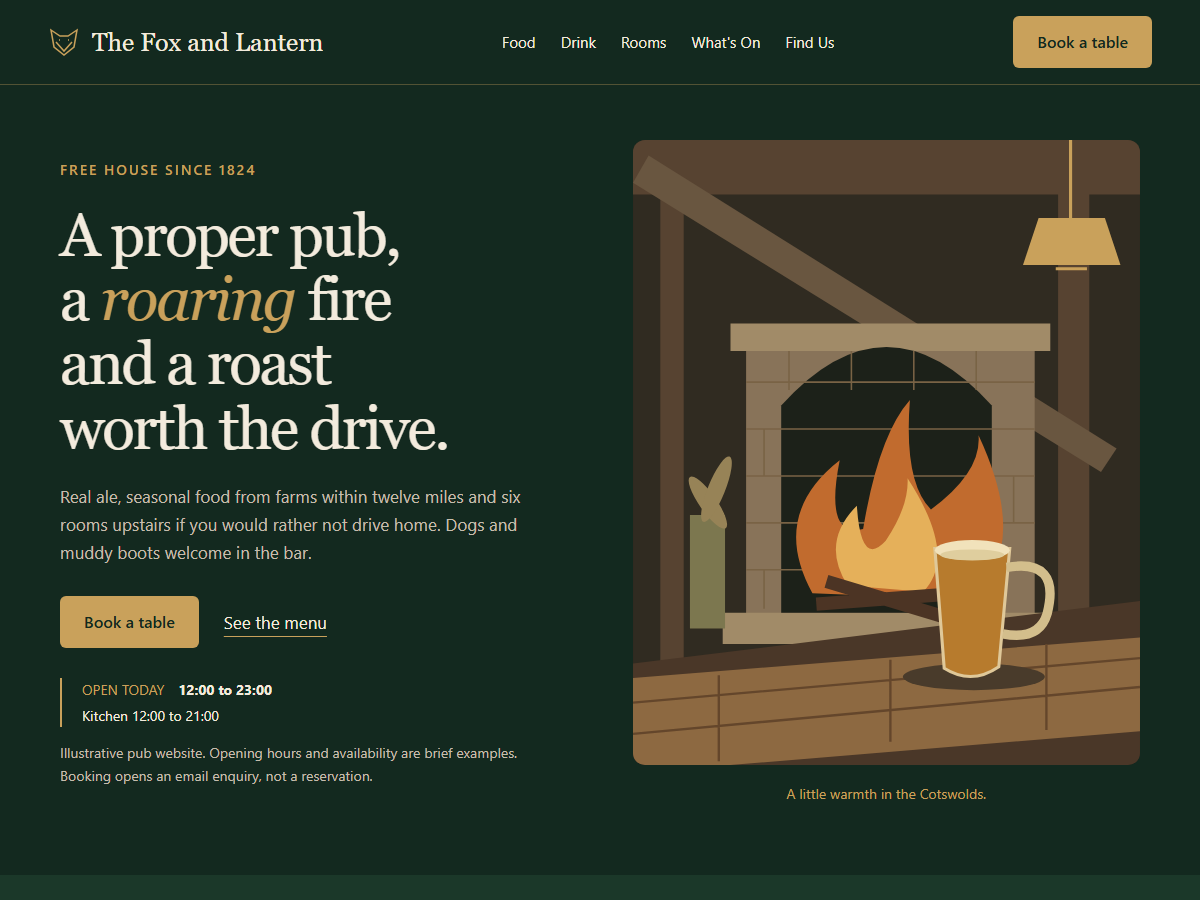 The Fox and Lantern
Food Drink Rooms What's On Find Us
Book a table
FREE HOUSE SINCE 1824
A proper pub,
a roaring fire
and a roast
worth the drive.
Real ale, seasonal food from farms within twelve miles and six
rooms upstairs if you would rather not drive home. Dogs and
muddy boots welcome in the bar.
Book a table See the menu
OPEN TODAY 12:00 to 23:00
Kitchen 12:00 to 21:00
Illustrative pub website. Opening hours and availability are brief examples.
Booking opens an email enquiry, not a reservation.
A little warmth in the Cotswolds.